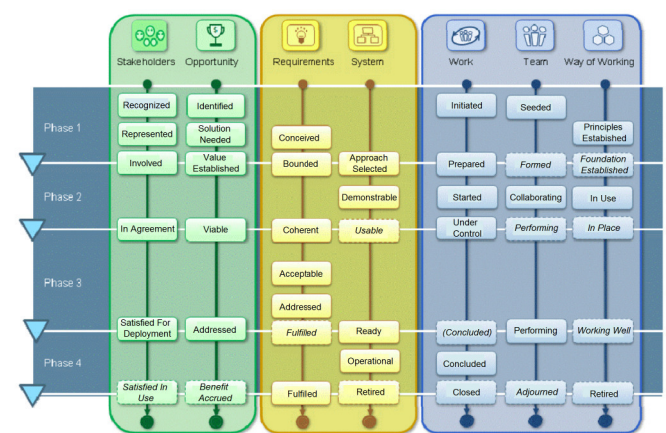 Stakeholders Opportunity Requirements System Work Team Way of Working
Recognized Identified Initiated Seeded
Phase 1
Represented Solution Needed Conceived Principles Estabished
Involved Value Established Bounded Approach Selected Prepared Formed Foundation Established
Phase 2
Demonstrable Started Collaborating In Use
In Agreement Viable Coherent Usable Under Control Performing In Place
Phase 3
Acceptable
Addressed
Satisfied For Deployment Addressed Fulfilled Ready (Concluded) Performing Working Well
Phase 4
Operational Concluded
Satisfied In Use Benefit Accrued Fulfilled Retired Closed Adjourned Retired